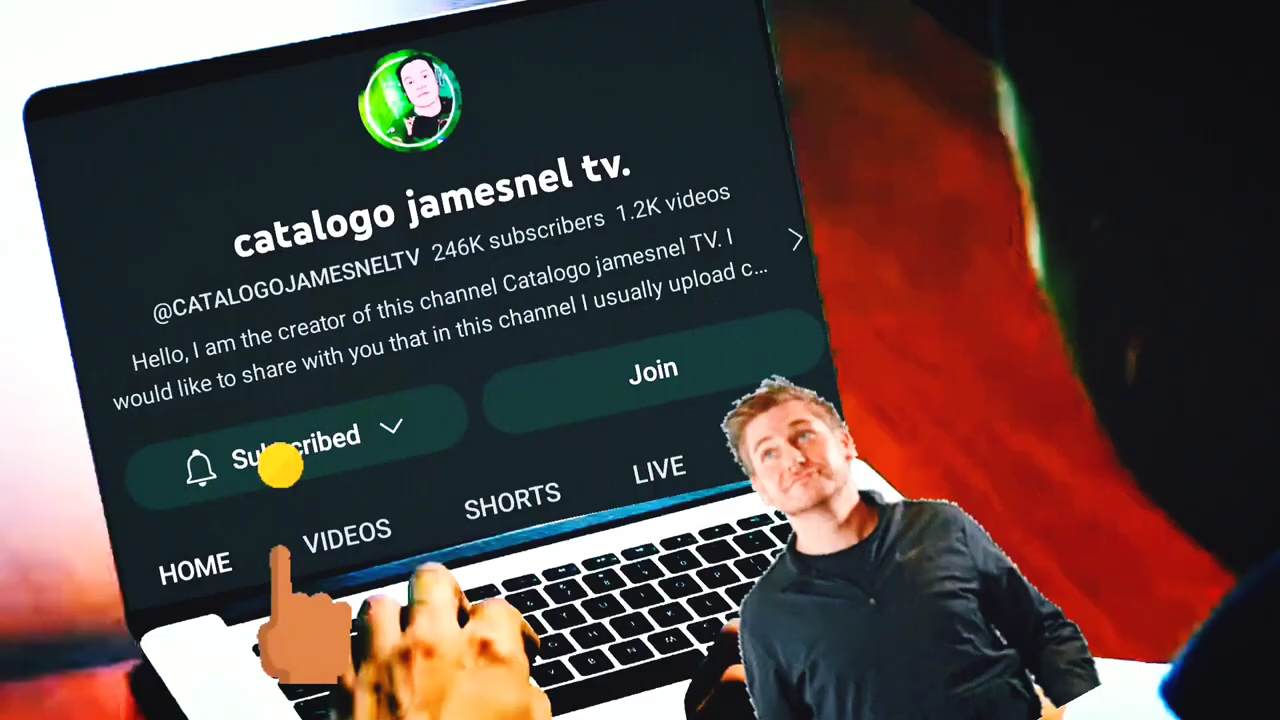 catalogo jamesnel tv.
@CATALOGOJAMESNELTV 246K subscribers 1.2K videos
Hello, I am the creator of this channel Catalogo jamesnel TV. I
would like to share with you that in this channel I usually upload c...
Subscribed
Join
HOME VIDEOS SHORTS LIVE